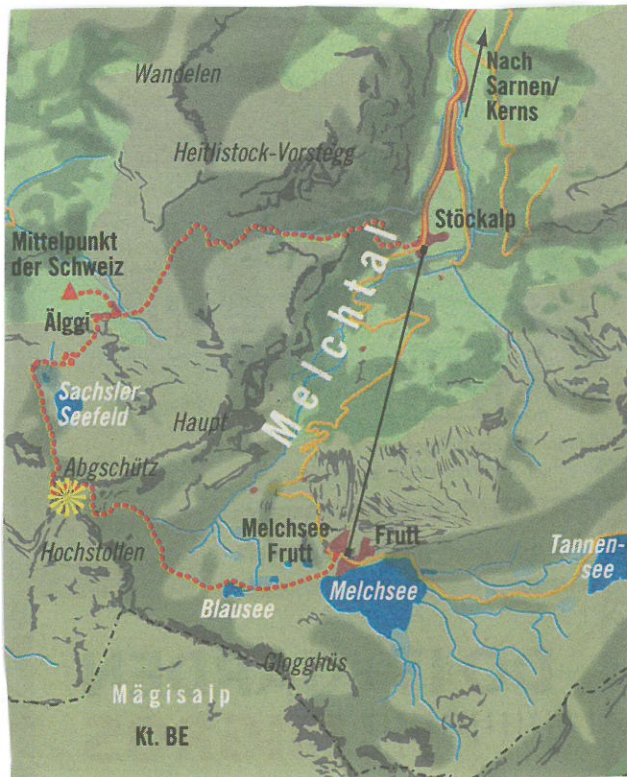 Wandelen
Nach
Sarnen/
Kerns
Heitlistock-Vorstegg
Stöckalp
Mittelpunkt
der Schweiz
Älggi
Melchtal
Sachsler-
Seefeld
Haupt
Abgschütz
Hochstollen
Melchsee
Frutt
Frutt
Tannen-
see
Blausee
Melchsee
Glogghüs
Mägisalp
Kt. BE